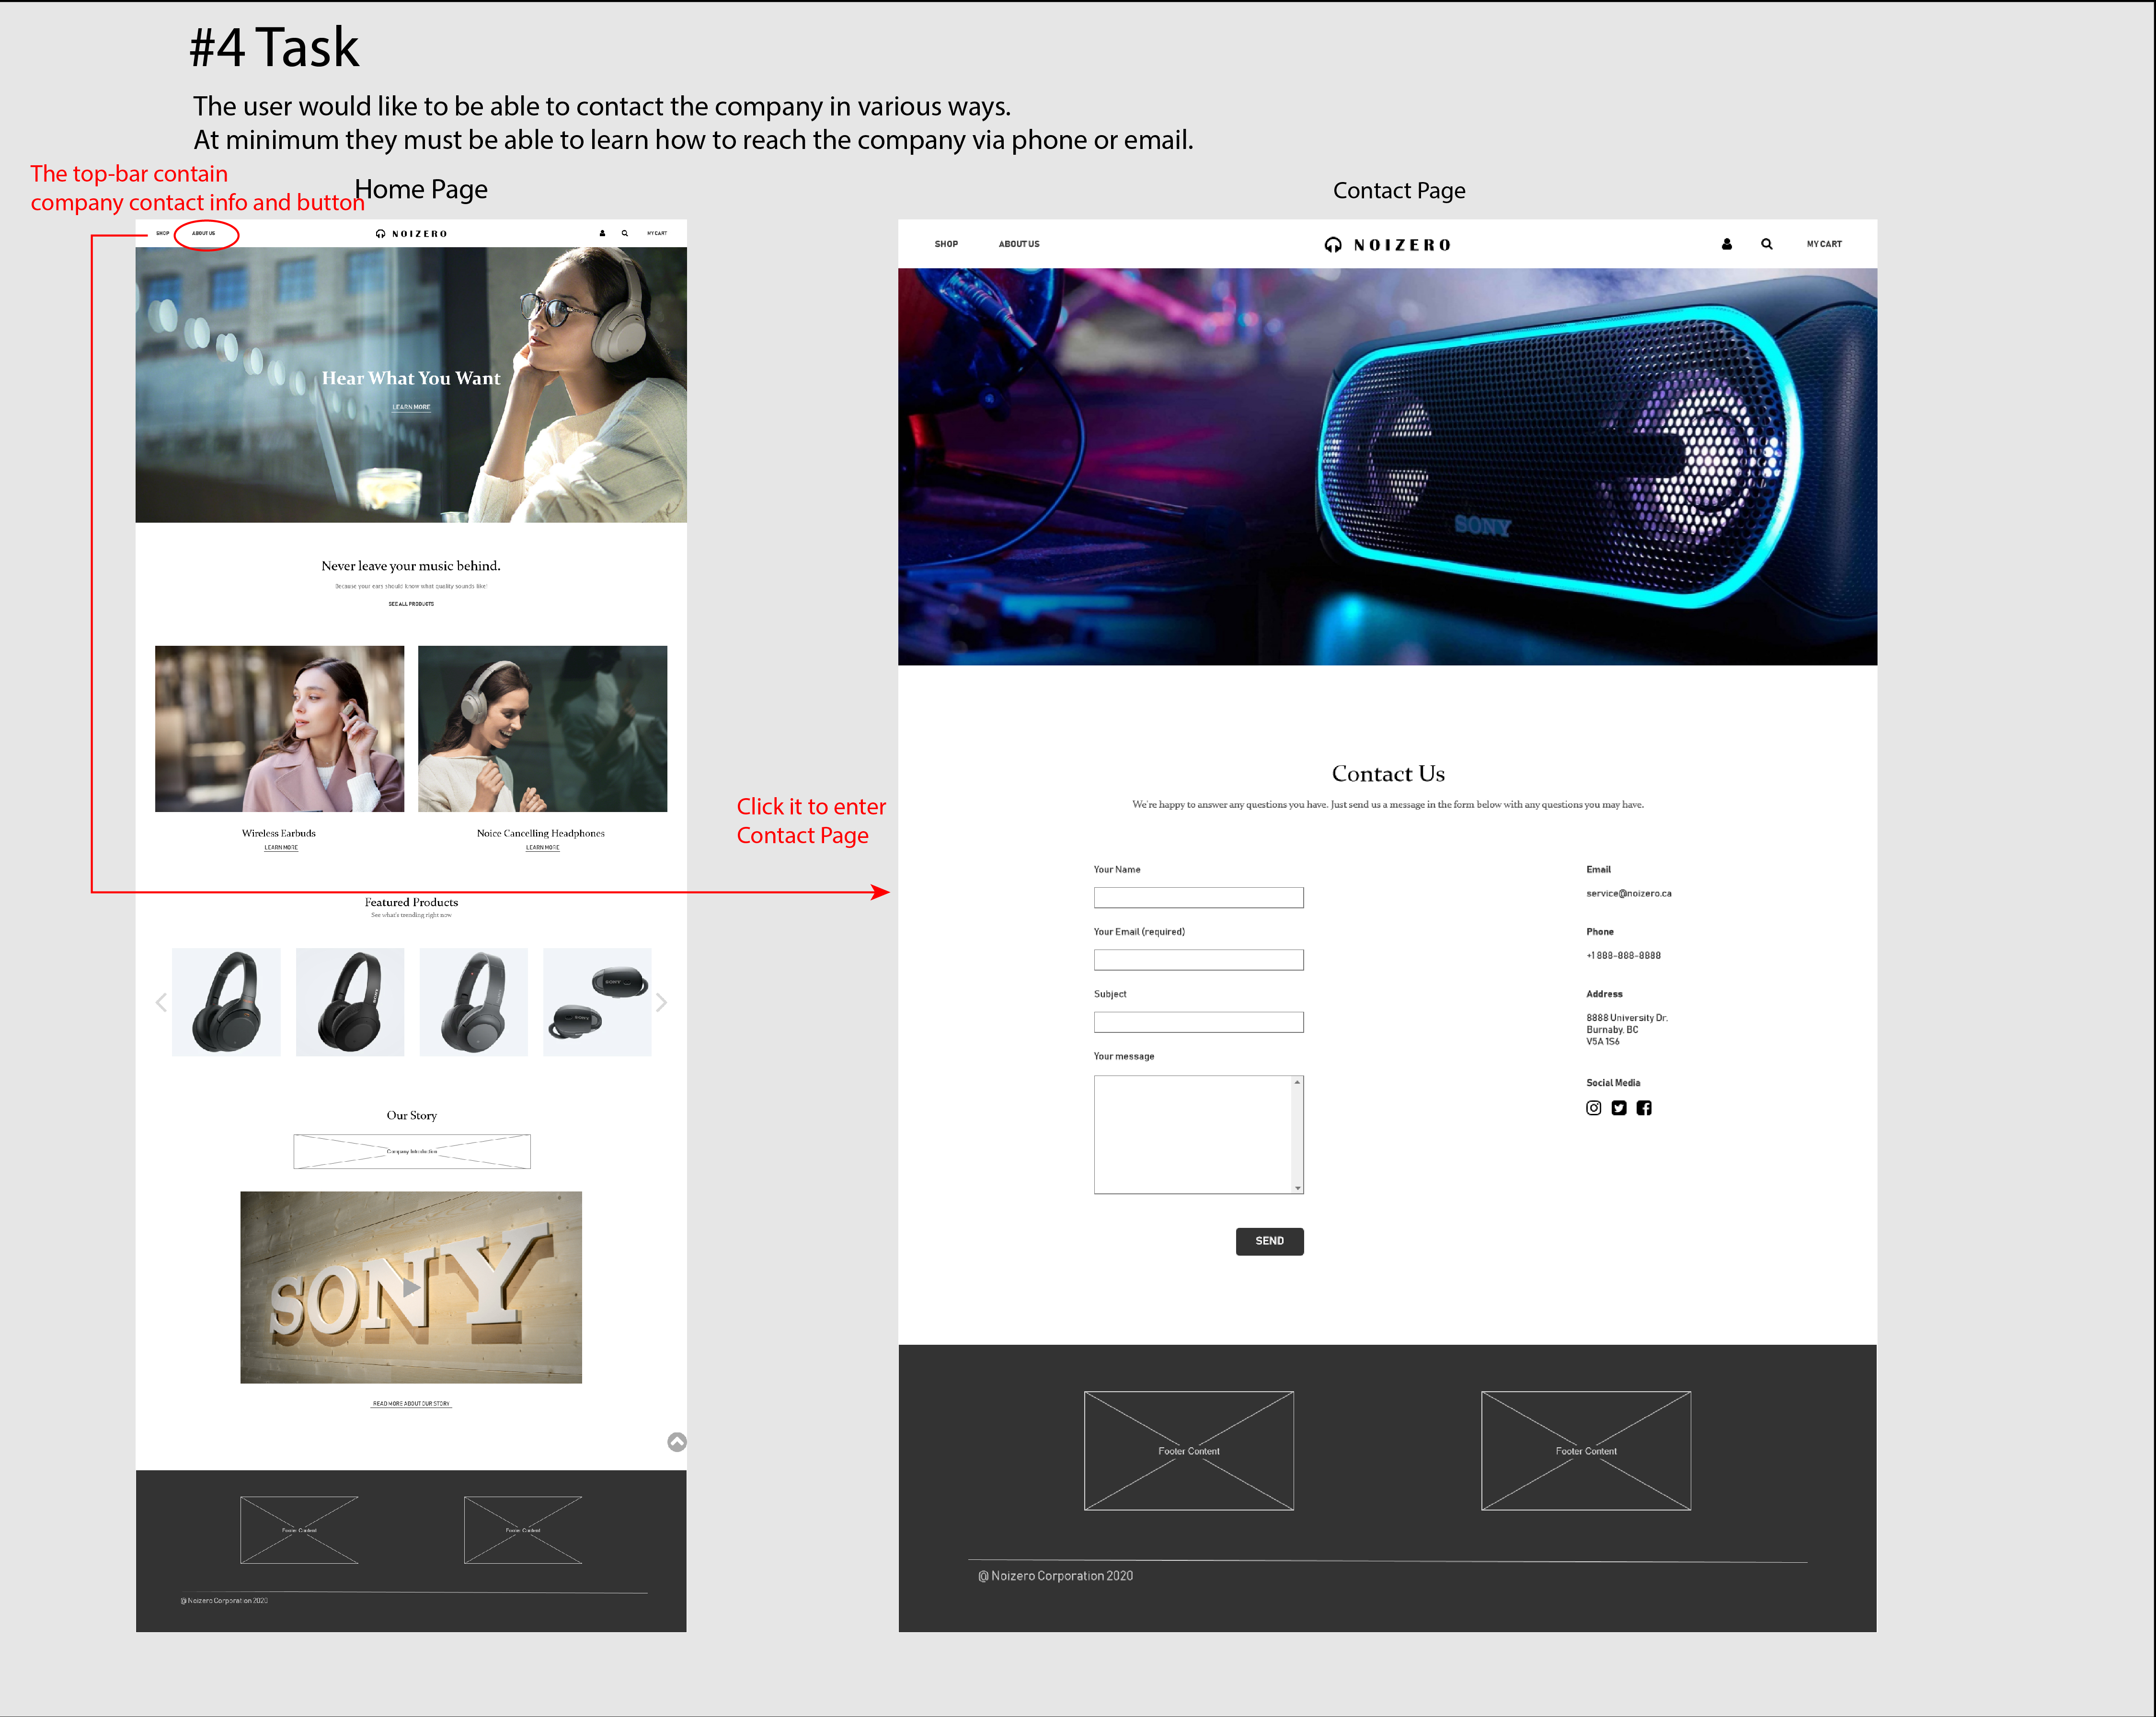 #4 Task
The user would like to be able to contact the company in various ways.
At minimum they must be able to learn how to reach the company via phone or email.
The top-bar contain
company contact info and button
Home Page
SHOP
ABOUT US
NOIZERO
MY CART
Hear What You Want
LEARN MORE
Never leave your music behind.
Because your ears should know what quality sounds like!
SEE ALL PRODUCTS
Wireless Earbuds
LEARN MORE
Noice Cancelling Headphones
LEARN MORE
Featured Products
See what's trending right now
SONY
SONY
SONY
Our Story
Company Introduction
SONY
READ MORE ABOUT OUR STORY
Footer Content
Footer Content
@ Noizero Corporation 2020
Click it to enter
Contact Page
Contact Page
SHOP
ABOUT US
NOIZERO
MY CART
SONY
Contact Us
We're happy to answer any questions you have. Just send us a message in the form below with any questions you may have.
Your Name
Your Email (required)
Subject
Your message
SEND
Email
service@noizero.ca
Phone
+1 888-888-8888
Address
8888 University Dr.
Burnaby, BC
V5A 1S6
Social Media
Footer Content
Footer Content
@ Noizero Corporation 2020